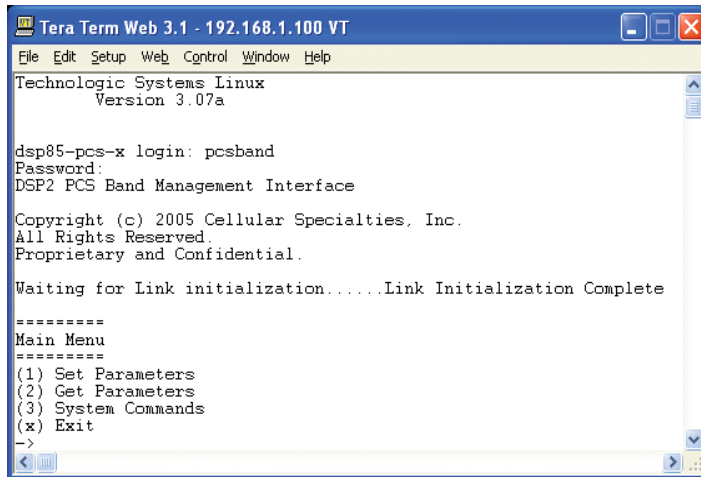 Tera Term Web 3.1 - 192.168.1.100 VT
File Edit Setup Web Control Window Help
Technologic Systems Linux
Version 3.07a
dsp85-pcs-x login: pcsband
Password:
DSP2 PCS Band Management Interface
Copyright (c) 2005 Cellular Specialties, Inc.
All Rights Reserved.
Proprietary and Confidential.
Waiting for Link initialization......Link Initialization Complete
=========
Main Menu
=========
(1) Set Parameters
(2) Get Parameters
(3) System Commands
(x) Exit
->